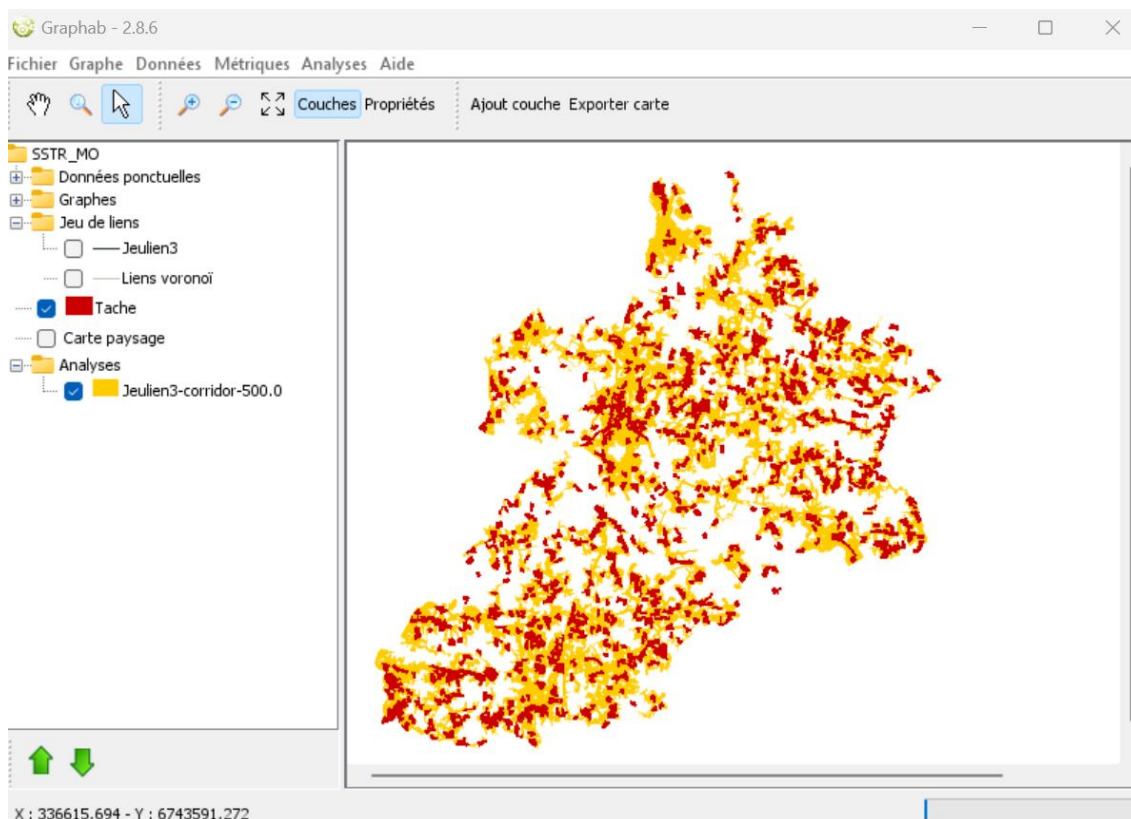 Graphab - 2.8.6
Fichier Graphe Données Métriques Analyses Aide
Couches Propriétés Ajout couche Exporter carte
SSTR_MO
Données ponctuelles
Graphes
Jeu de liens
Jeulien3
Liens voronoï
Tache
Carte paysage
Analyses
Jeulien3-corridor-500.0
X : 336615.694 - Y : 6743591.272